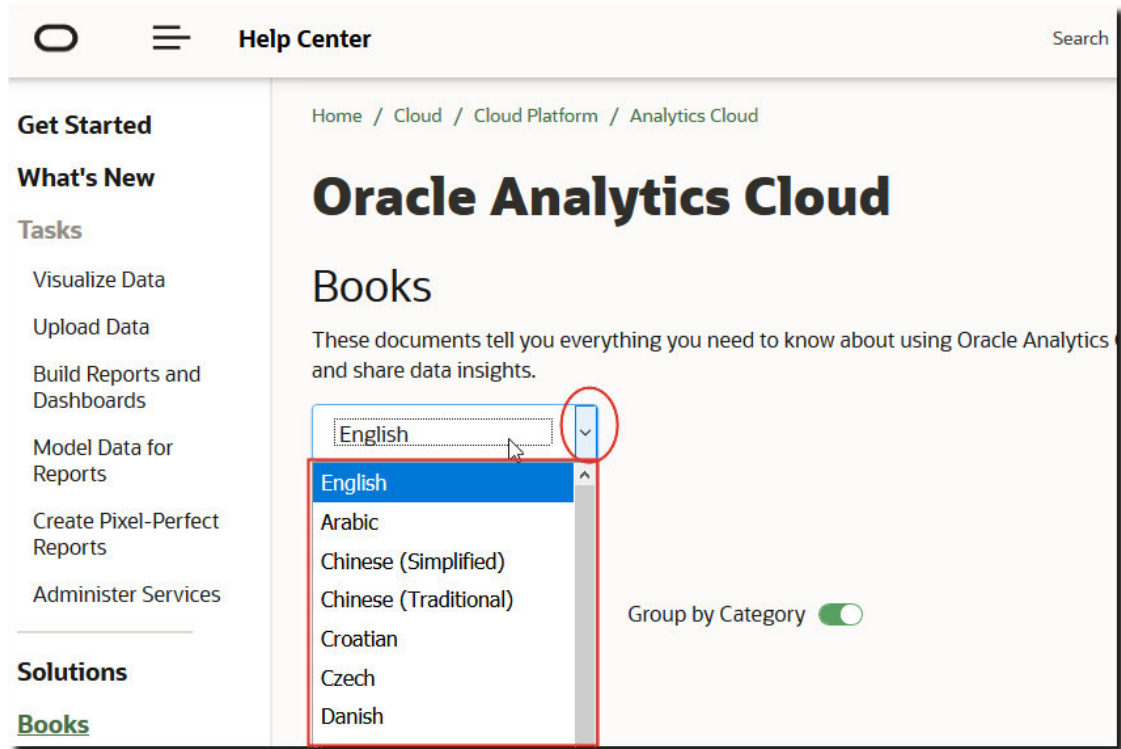 Help Center
Search
Get Started
What's New
Tasks
Visualize Data
Upload Data
Build Reports and
Dashboards
Model Data for
Reports
Create Pixel-Perfect
Reports
Administer Services
Solutions
Books
Home / Cloud / Cloud Platform / Analytics Cloud
Oracle Analytics Cloud
Books
These documents tell you everything you need to know about using Oracle Analytics
and share data insights.
English
English
Arabic
Chinese (Simplified)
Chinese (Traditional)
Croatian
Czech
Danish
Group by Category